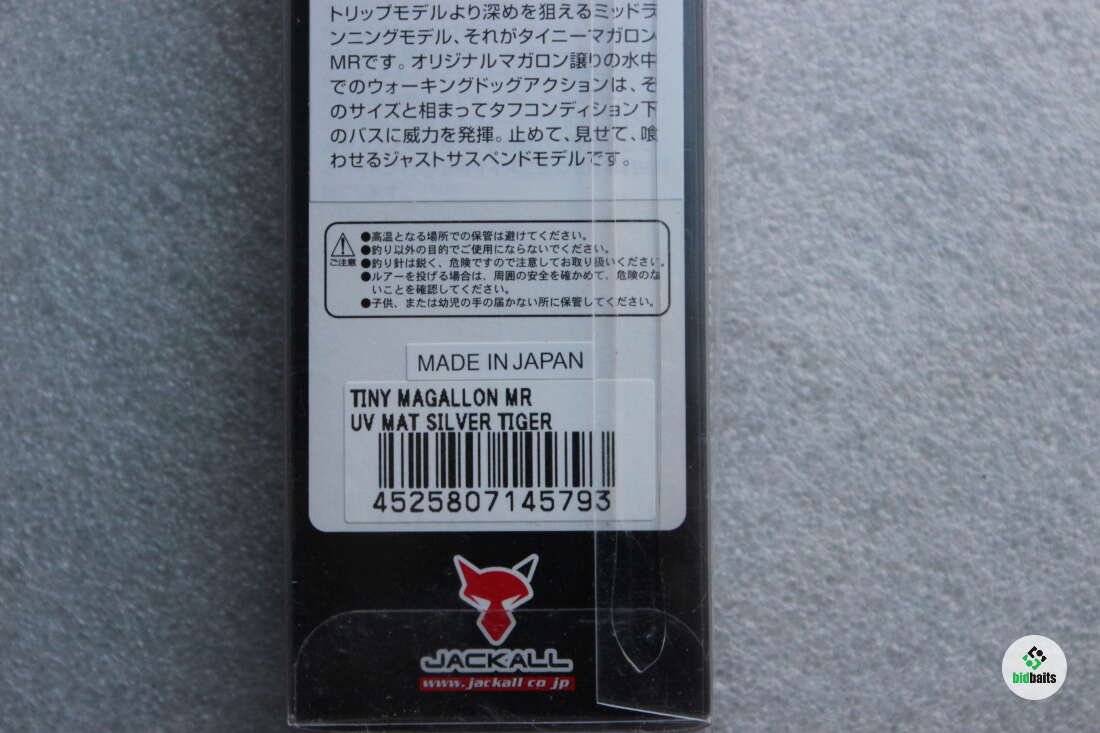 トリップモデルより深めを狙えるミッドラ
ンニングモデル、それがタイニーマガロン
MRです。オリジナルマガロン譲りの水中
でのウォーキングドッグアクションは、そ
のサイズと相まってタフコンディション下
のバスに威力を発揮。止めて、見せて、喰
わせるジャストサスペンドモデルです。
ご注意
●高温となる場所での保管は避けてください。
●釣り以外の目的でご使用にならないでください。
●釣り針は鋭く、危険ですので注意してお取り扱いください。
●ルアーを投げる場合は、周囲の安全を確かめて、危険のな
いことを確認してください。
●子供、または幼児の手の届かない所に保管してください。
MADE IN JAPAN
TINY MAGALLON MR
UV MAT SILVER TIGER
4525807145793
JACKALL
www.jackall co jp
bidbaits